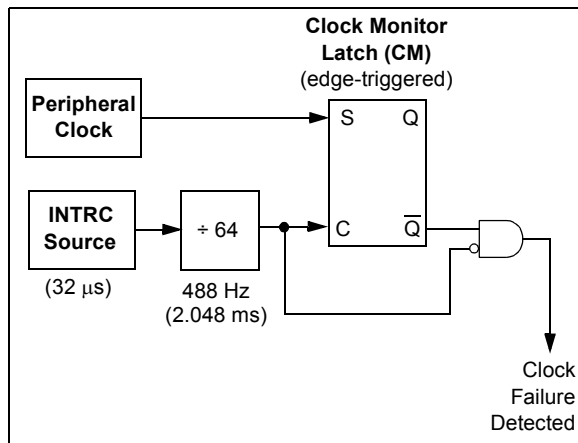 Clock Monitor
Latch (CM)
(edge-triggered)
Peripheral
Clock
S
Q
INTRC
Source
÷ 64
C
Q̅
(32 μs)
488 Hz
(2.048 ms)
Clock
Failure
Detected